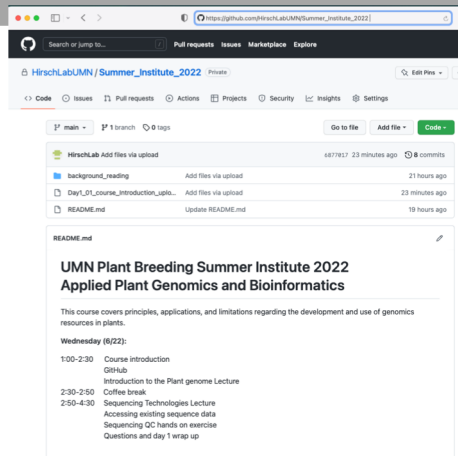 https://github.com/HirschLabUMN/Summer_Institute_2022
Search or jump to... / Pull requests Issues Marketplace Explore
HirschLabUMN / Summer_Institute_2022 Private Edit Pins
Code Issues Pull requests Actions Projects Security Insights Settings
main 1 branch 0 tags Go to file Add file Code
HirschLab Add files via upload 6077017 23 minutes ago 8 commits
background_reading Add files via upload 21 hours ago
Day1_01_course_Introduction_uplo... Add files via upload 23 minutes ago
README.md Update README.md 19 hours ago
README.md
UMN Plant Breeding Summer Institute 2022
Applied Plant Genomics and Bioinformatics
This course covers principles, applications, and limitations regarding the development and use of genomics
resources in plants.
Wednesday (6/22):
1:00-2:30 Course introduction
GitHub
Introduction to the Plant genome Lecture
2:30-2:50 Coffee break
2:50-4:30 Sequencing Technologies Lecture
Accessing existing sequence data
Sequencing QC hands on exercise
Questions and day 1 wrap up